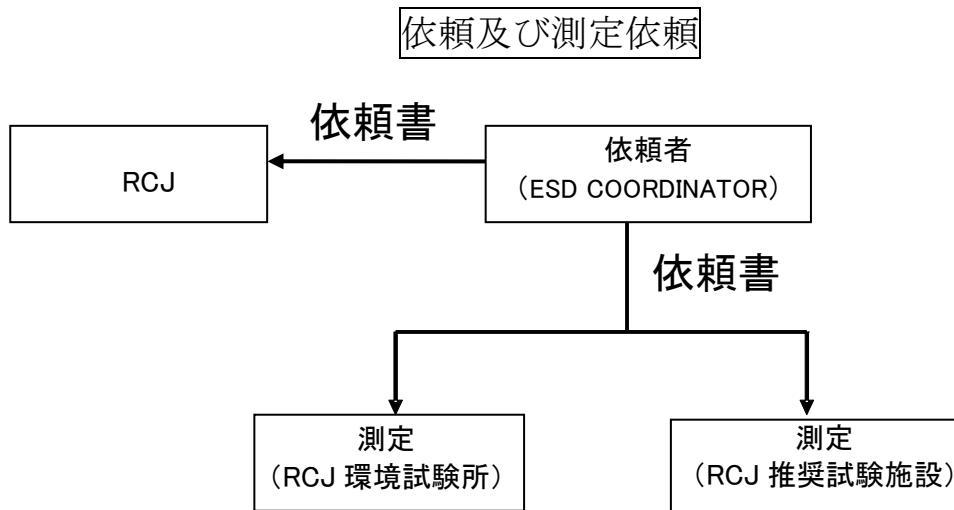 依頼及び測定依頼
依頼書
RCJ
依頼者
（ESD COORDINATOR）
依頼書
測定
（RCJ 環境試験所）
測定
（RCJ 推奨試験施設）